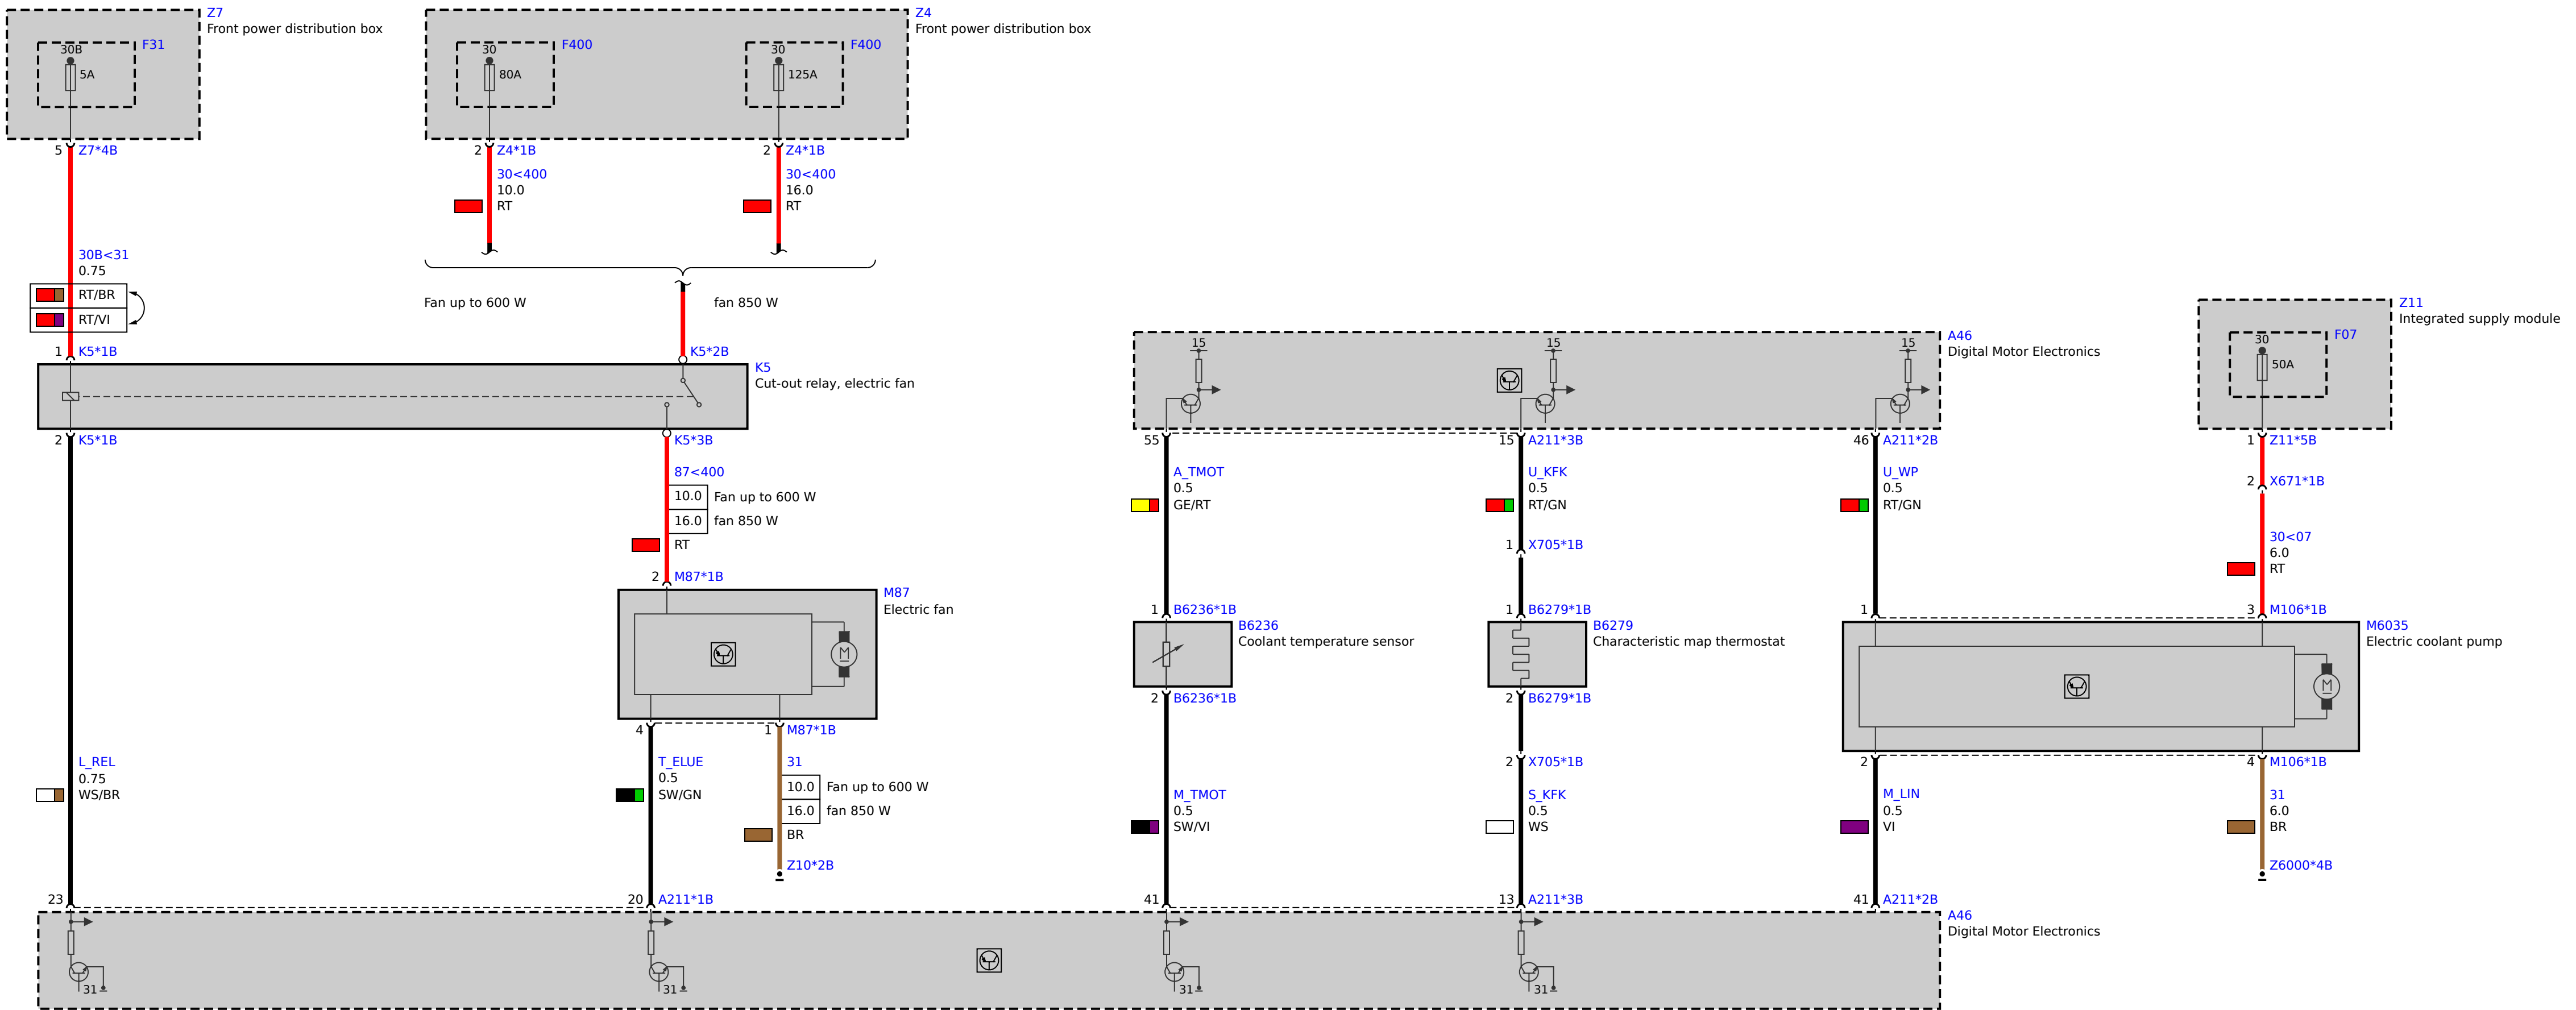 Z7
Front power distribution box
30B
F31
5A
5
Z7*4B
30B<31
0.75
RT/BR
RT/VI
1
K5*1B
Z4
Front power distribution box
30
F400
80A
30
F400
125A
2
Z4*1B
2
Z4*1B
30<400
10.0
RT
30<400
16.0
RT
Fan up to 600 W
fan 850 W
K5*2B
K5
Cut-out relay, electric fan
2
K5*1B
K5*3B
87<400
10.0
Fan up to 600 W
16.0
fan 850 W
RT
2
M87*1B
M87
Electric fan
M
4
1
M87*1B
L_REL
0.75
WS/BR
T_ELUE
0.5
SW/GN
31
10.0
Fan up to 600 W
16.0
fan 850 W
BR
Z10*2B
15
15
15
A46
Digital Motor Electronics
55
15
A211*3B
46
A211*2B
A_TMOT
0.5
GE/RT
U_KFK
0.5
RT/GN
U_WP
0.5
RT/GN
1
X705*1B
1
B6236*1B
1
B6279*1B
B6236
Coolant temperature sensor
B6279
Characteristic map thermostat
2
B6236*1B
2
B6279*1B
2
X705*1B
M_TMOT
0.5
SW/VI
S_KFK
0.5
WS
Z11
Integrated supply module
30
F07
50A
1
Z11*5B
2
X671*1B
30<07
6.0
RT
1
3
M106*1B
M6035
Electric coolant pump
M
2
4
M106*1B
M_LIN
0.5
VI
31
6.0
BR
Z6000*4B
23
20
A211*1B
41
13
A211*3B
41
A211*2B
A46
Digital Motor Electronics
31
31
31
31